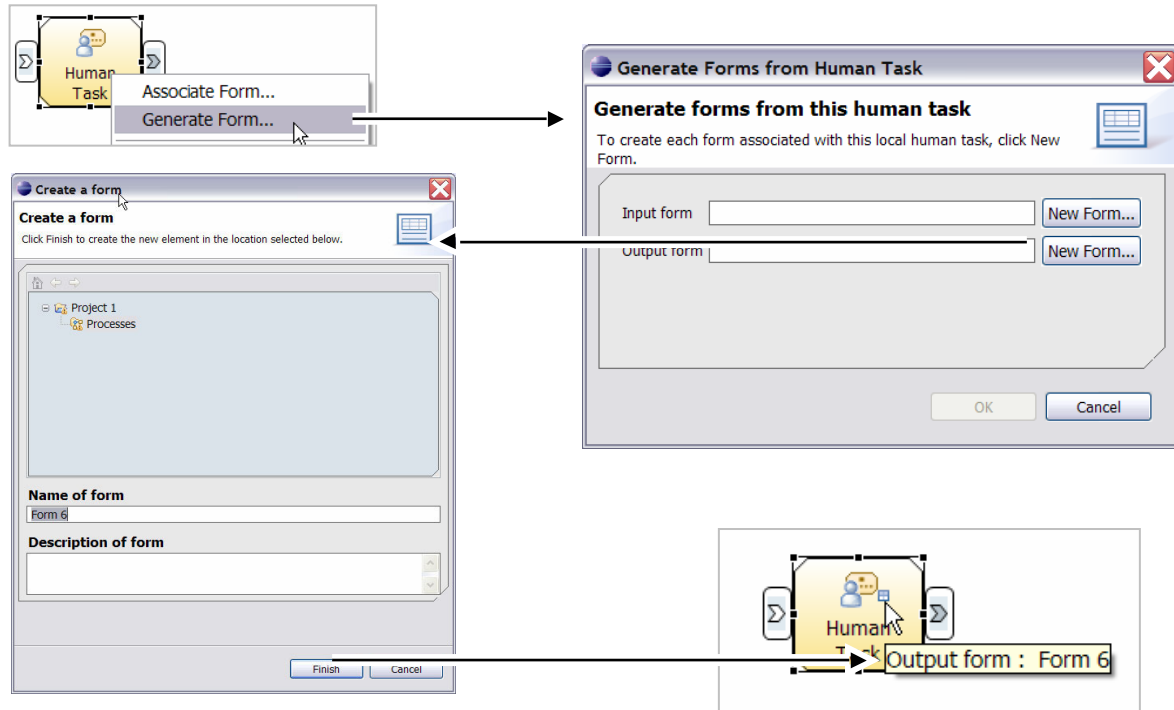 Human
Task
Associate Form...
Generate Form...
Generate Forms from Human Task
Generate forms from this human task
To create each form associated with this local human task, click New
Form.
Input form
New Form...
Output form
New Form...
OK
Cancel
Create a form
Create a form
Click Finish to create the new element in the location selected below.
Project 1
Processes
Name of form
Form 6
Description of form
Finish
Cancel
Human
Task
Output form : Form 6